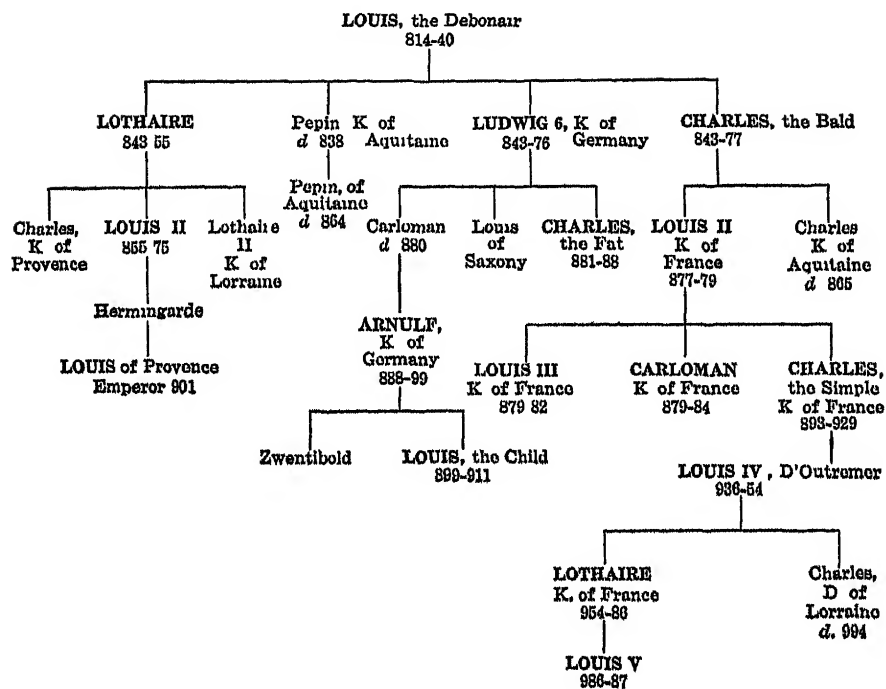 LOUIS, the Debonair
814-40
LOTHAIRE
843 55
Pepin K of
d 838 Aquitaine
LUDWIG 6, K of
843-76 Germany
CHARLES, the Bald
843-77
Charles,
K of
Provence
LOUIS II
855 75
Lothaire
II
K of
Lorraine
Pepin, of
Aquitaine
d 864
Carloman
d 880
Louis
of
Saxony
CHARLES,
the Fat
881-88
LOUIS II
K of
France
877-79
Charles
K of
Aquitaine
d 865
Hermingarde
LOUIS of Provence
Emperor 901
ARNULF,
K of
Germany
888-99
LOUIS III
K of France
879 82
CARLOMAN
K of France
879-84
CHARLES,
the Simple
K of France
893-929
Zwentibold
LOUIS, the Child
899-911
LOUIS IV, D'Outremer
936-54
LOTHAIRE
K. of France
954-86
Charles,
D of
Lorraine
d. 994
LOUIS V
986-87